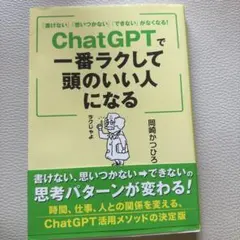 「書けない」「思いつかない」「できない」がなくなる！
ChatGPTで
一番ラクして
頭のいい人
になる
ラクじゃよ
岡崎かつひろ
書けない、思いつかない➡できないの
思考パターンが変わる！
時間、仕事、人との関係を変える、
ChatGPT活用メソッドの決定版